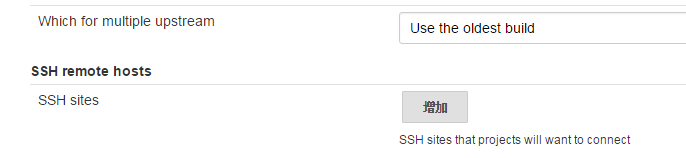 Which for multiple upstream
Use the oldest build
SSH remote hosts
SSH sites
增加
SSH sites that projects will want to connect